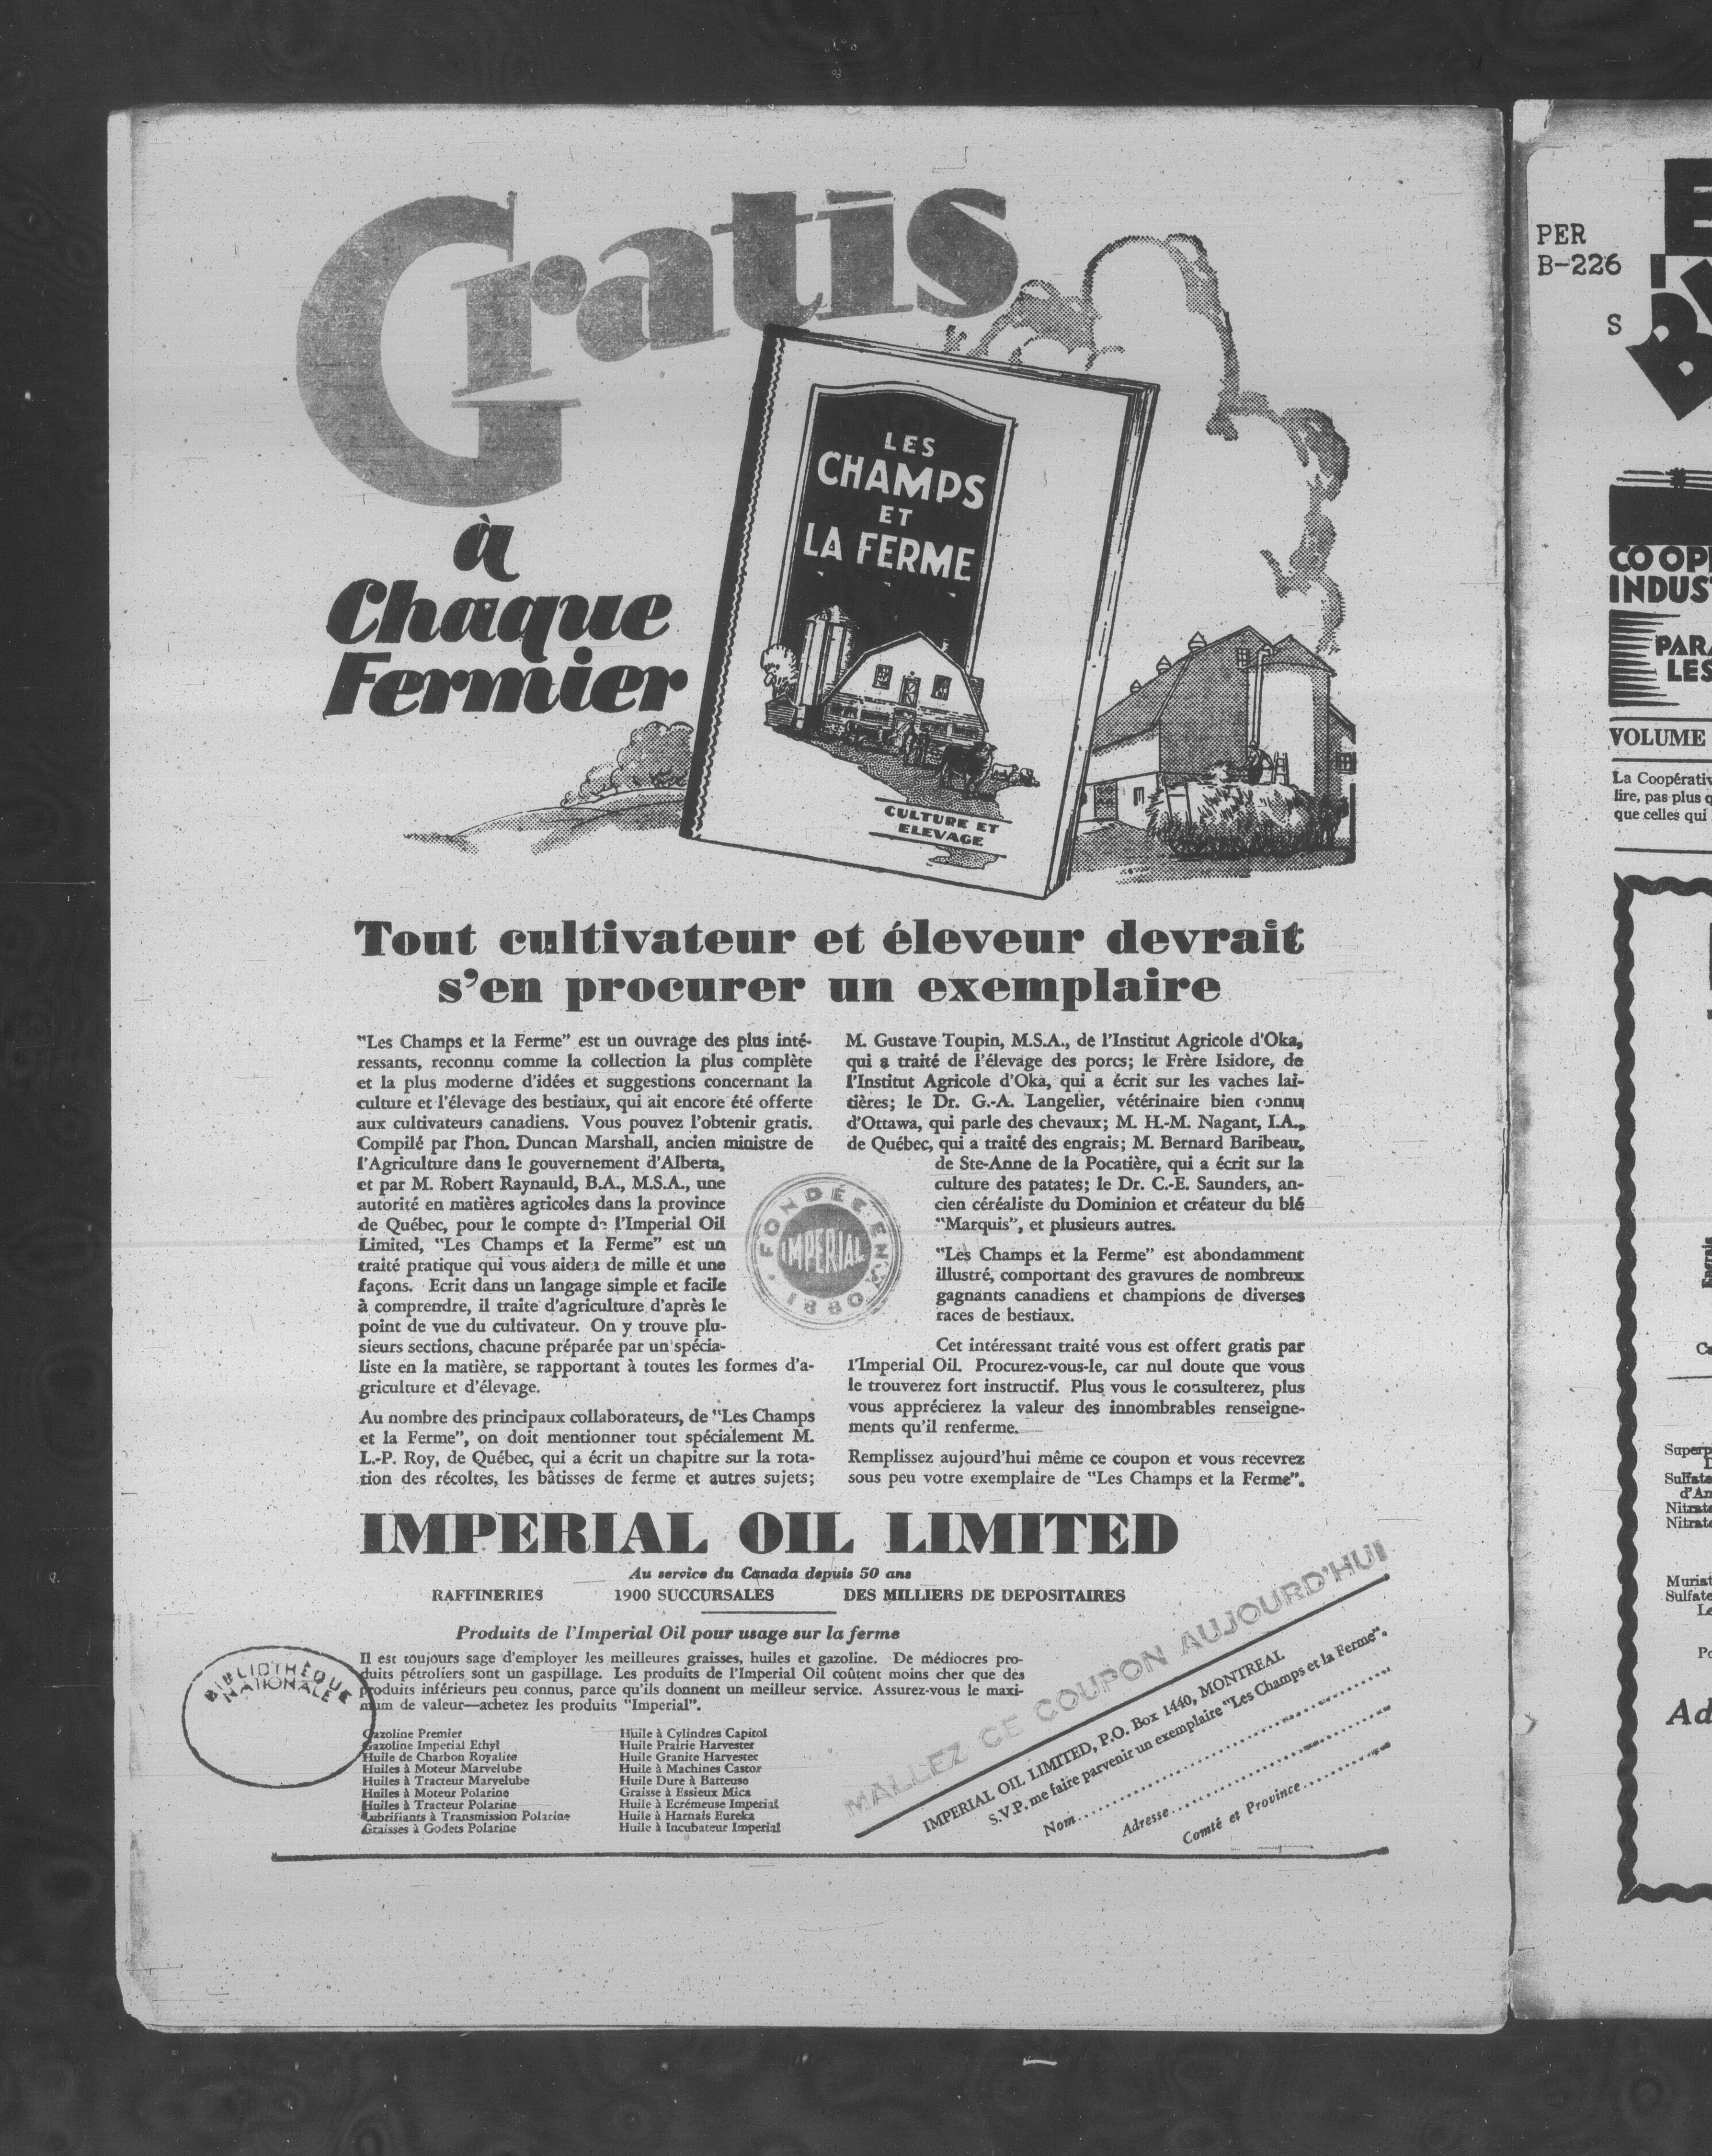 Gratis
à
Chaque
Fermier
LES
CHAMPS
ET
LA FERME
CULTURE ET
ELEVAGE
Tout cultivateur et éleveur devrait
s'en procurer un exemplaire
"Les Champs et la Ferme" est un ouvrage des plus inté-
ressants, reconnu comme la collection la plus complète
et la plus moderne d'idées et suggestions concernant la
culture et l'élevage des bestiaux, qui ait encore été offerte
aux cultivateurs canadiens. Vous pouvez l'obtenir gratis.
Compilé par l'hon. Duncan Marshall, ancien ministre de
l'Agriculture dans le gouvernement d'Alberta,
et par M. Robert Raynauld, B.A., M.S.A., une
autorité en matières agricoles dans la province
de Québec, pour le compte de l'Imperial Oil
Limited, "Les Champs et la Ferme" est un
traité pratique qui vous aidera de mille et une
façons. Ecrit dans un langage simple et facile
à comprendre, il traite d'agriculture d'après le
point de vue du cultivateur. On y trouve plu-
sieurs sections, chacune préparée par un spécia-
liste en la matière, se rapportant à toutes les formes d'a-
griculture et d'élevage.
Au nombre des principaux collaborateurs, de "Les Champs
et la Ferme", on doit mentionner tout spécialement M.
L.-P. Roy, de Québec, qui a écrit un chapitre sur la rota-
tion des récoltes, les bâtisses de ferme et autres sujets;
M. Gustave Toupin, M.S.A., de l'Institut Agricole d'Oka,
qui a traité de l'élevage des porcs; le Frère Isidore, de
l'Institut Agricole d'Oka, qui a écrit sur les vaches lai-
tières; le Dr. G.-A. Langelier, vétérinaire bien connu
d'Ottawa, qui parle des chevaux; M. H.-M. Nagant, I.A.,
de Québec, qui a traité des engrais; M. Bernard Baribeau,
de Ste-Anne de la Pocatière, qui a écrit sur la
culture des patates; le Dr. C.-E. Saunders, an-
cien céréaliste du Dominion et créateur du blé
"Marquis", et plusieurs autres.
"Les Champs et la Ferme" est abondamment
illustré, comportant des gravures de nombreux
gagnants canadiens et champions de diverses
races de bestiaux.
Cet intéressant traité vous est offert gratis par
l'Imperial Oil. Procurez-vous-le, car nul doute que vous
le trouverez fort instructif. Plus vous le consulterez, plus
vous apprécierez la valeur des innombrables renseigne-
ments qu'il renferme.
Remplissez aujourd'hui même ce coupon et vous recevrez
sous peu votre exemplaire de "Les Champs et la Ferme".
FONDÉE EN 1880
IMPERIAL
IMPERIAL OIL LIMITED
Au service du Canada depuis 50 ans
RAFFINERIES 1900 SUCCURSALES DES MILLIERS DE DEPOSITAIRES
Produits de l'Imperial Oil pour usage sur la ferme
Il est toujours sage d'employer les meilleures graisses, huiles et gazoline. De médiocres pro-
duits pétroliers sont un gaspillage. Les produits de l'Imperial Oil coûtent moins cher que des
produits inférieurs peu connus, parce qu'ils donnent un meilleur service. Assurez-vous le maxi-
mum de valeur—achetez les produits "Imperial".
Gazoline Premier
Gazoline Imperial Ethyl
Huile de Charbon Royalite
Huiles à Moteur Marvelube
Huiles à Tracteur Marvelube
Huiles à Moteur Polarine
Huiles à Tracteur Polarine
Lubrifiants à Transmission Polarine
Graisses à Godets Polarine
Huile à Cylindres Capitol
Huile Prairie Harvester
Huile Granite Harvester
Huile à Machines Castor
Huile Dure à Batteuse
Graisse à Essieux Mica
Huile à Ecrémeuse Imperial
Huile à Harnais Eureka
Huile à Incubateur Imperial
BIBLIOTHÈQUE
NATIONALE
MALLEZ CE COUPON AUJOURD'HUI
IMPERIAL OIL LIMITED, P.O. Box 1440, MONTREAL
S.V.P. me faire parvenir un exemplaire "Les Champs et la Ferme".
Nom
Adresse
Comté et Province
PER
B-226
S
VOLUME
La Coopérativ
lire, pas plus q
que celles qui
Engrais
Superp
Sulfate
d'Am
Nitrate
Nitrate
Muriat
Sulfate
Le
Po
Ad
COOP
INDUST
PAR
LES